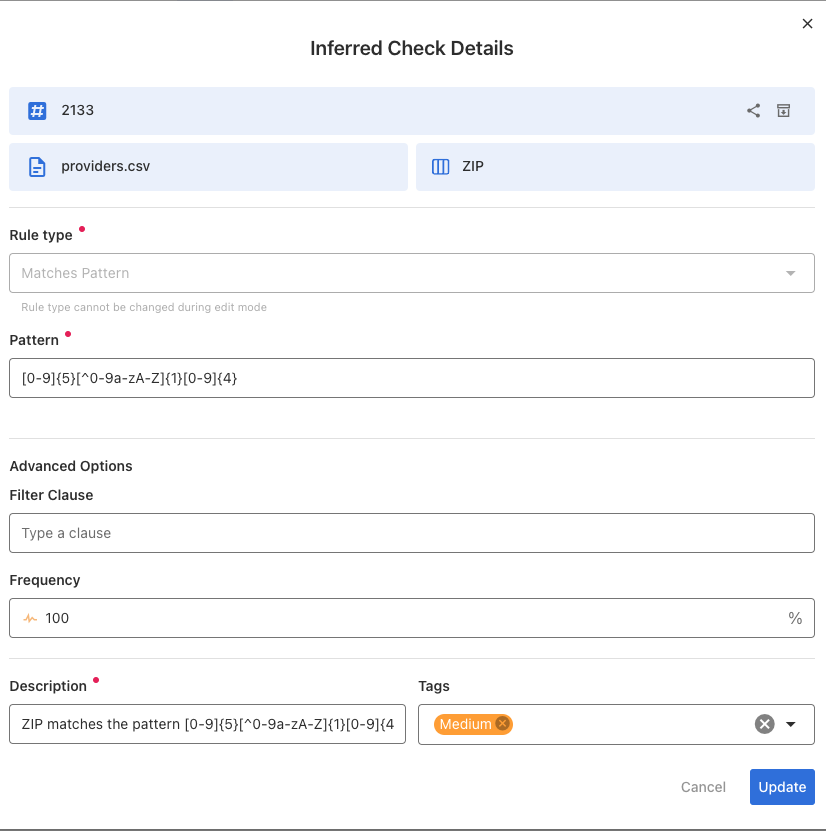 Inferred Check Details
2133
providers.csv
ZIP
Rule type
Matches Pattern
Rule type cannot be changed during edit mode
Pattern
[0-9]{5}[^0-9a-zA-Z]{1}[0-9]{4}
Advanced Options
Filter Clause
Type a clause
Frequency
100 %
Description
ZIP matches the pattern [0-9]{5}[^0-9a-zA-Z]{1}[0-9]{4
Tags
Medium
Cancel
Update